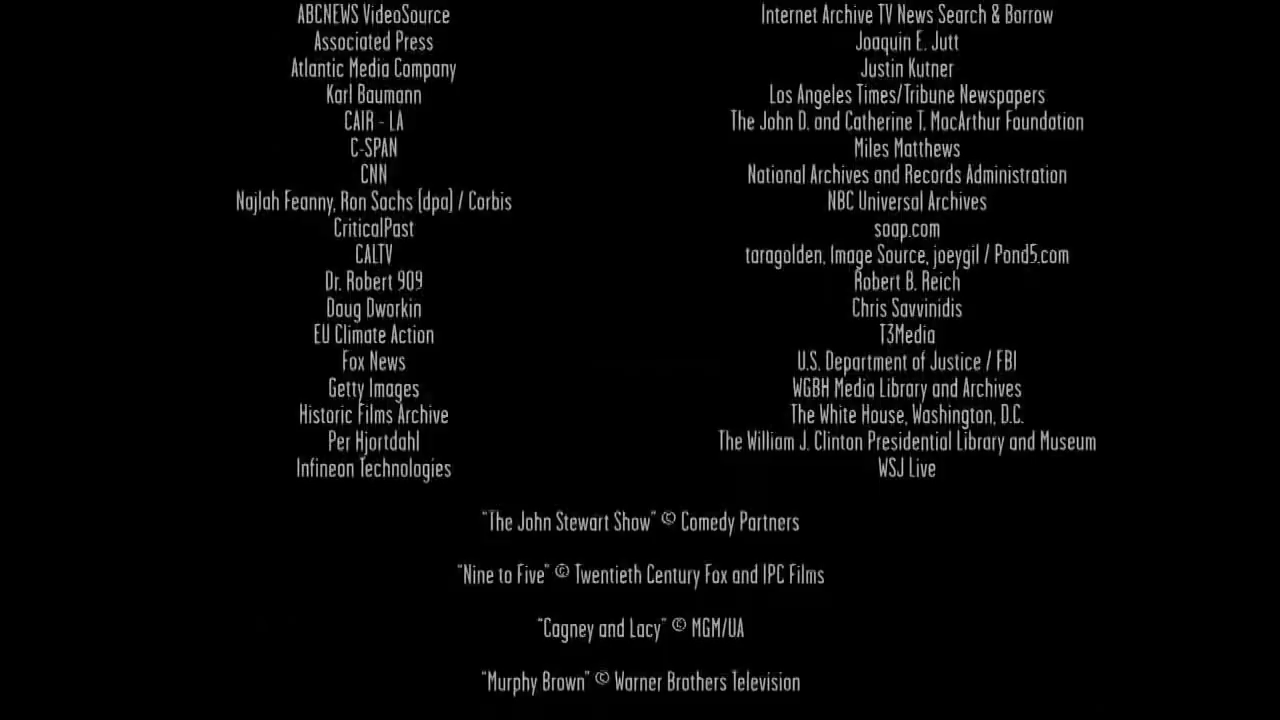 ABCNEWS VideoSource
Associated Press
Atlantic Media Company
Karl Baumann
CAIR - LA
C-SPAN
CNN
Najlah Feanny, Ron Sachs (dpa) / Corbis
CriticalPast
CALTV
Dr. Robert 909
Doug Dworkin
EU Climate Action
Fox News
Getty Images
Historic Films Archive
Per Hjortdahl
Infineon Technologies
Internet Archive TV News Search & Borrow
Joaquin E. Jutt
Justin Kutner
Los Angeles Times/Tribune Newspapers
The John D. and Catherine T. MacArthur Foundation
Miles Matthews
National Archives and Records Administration
NBC Universal Archives
soap.com
taragolden, Image Source, joeygil / Pond5.com
Robert B. Reich
Chris Savvinidis
T3Media
U.S. Department of Justice / FBI
WGBH Media Library and Archives
The White House, Washington, D.C.
The William J. Clinton Presidential Library and Museum
WSJ Live
"The John Stewart Show" © Comedy Partners
"Nine to Five" © Twentieth Century Fox and IPC Films
"Cagney and Lacy" © MGM/UA
"Murphy Brown" © Warner Brothers Television